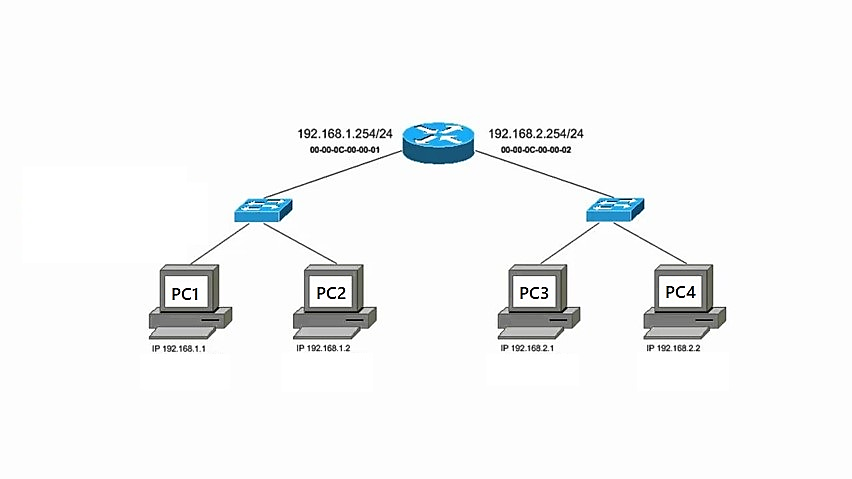 192.168.1.254/24
00-00-0C-00-00-01
192.168.2.254/24
00-00-0C-00-00-02
PC1
PC2
PC3
PC4
IP 192.168.1.1
IP 192.168.1.2
IP 192.168.2.1
IP 192.168.2.2